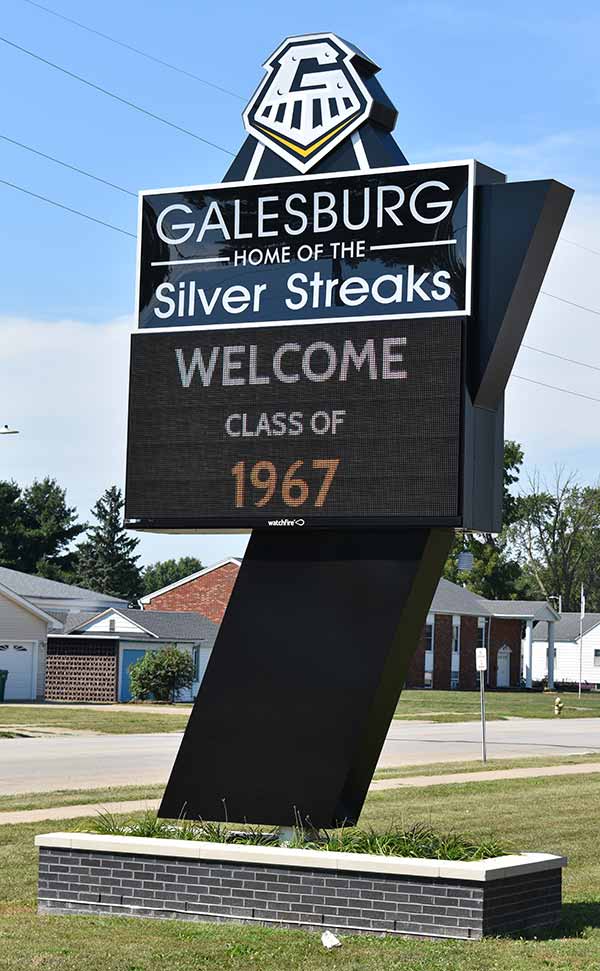 G
GALESBURG
HOME OF THE
Silver Streaks
WELCOME
CLASS OF
1967
watchfire